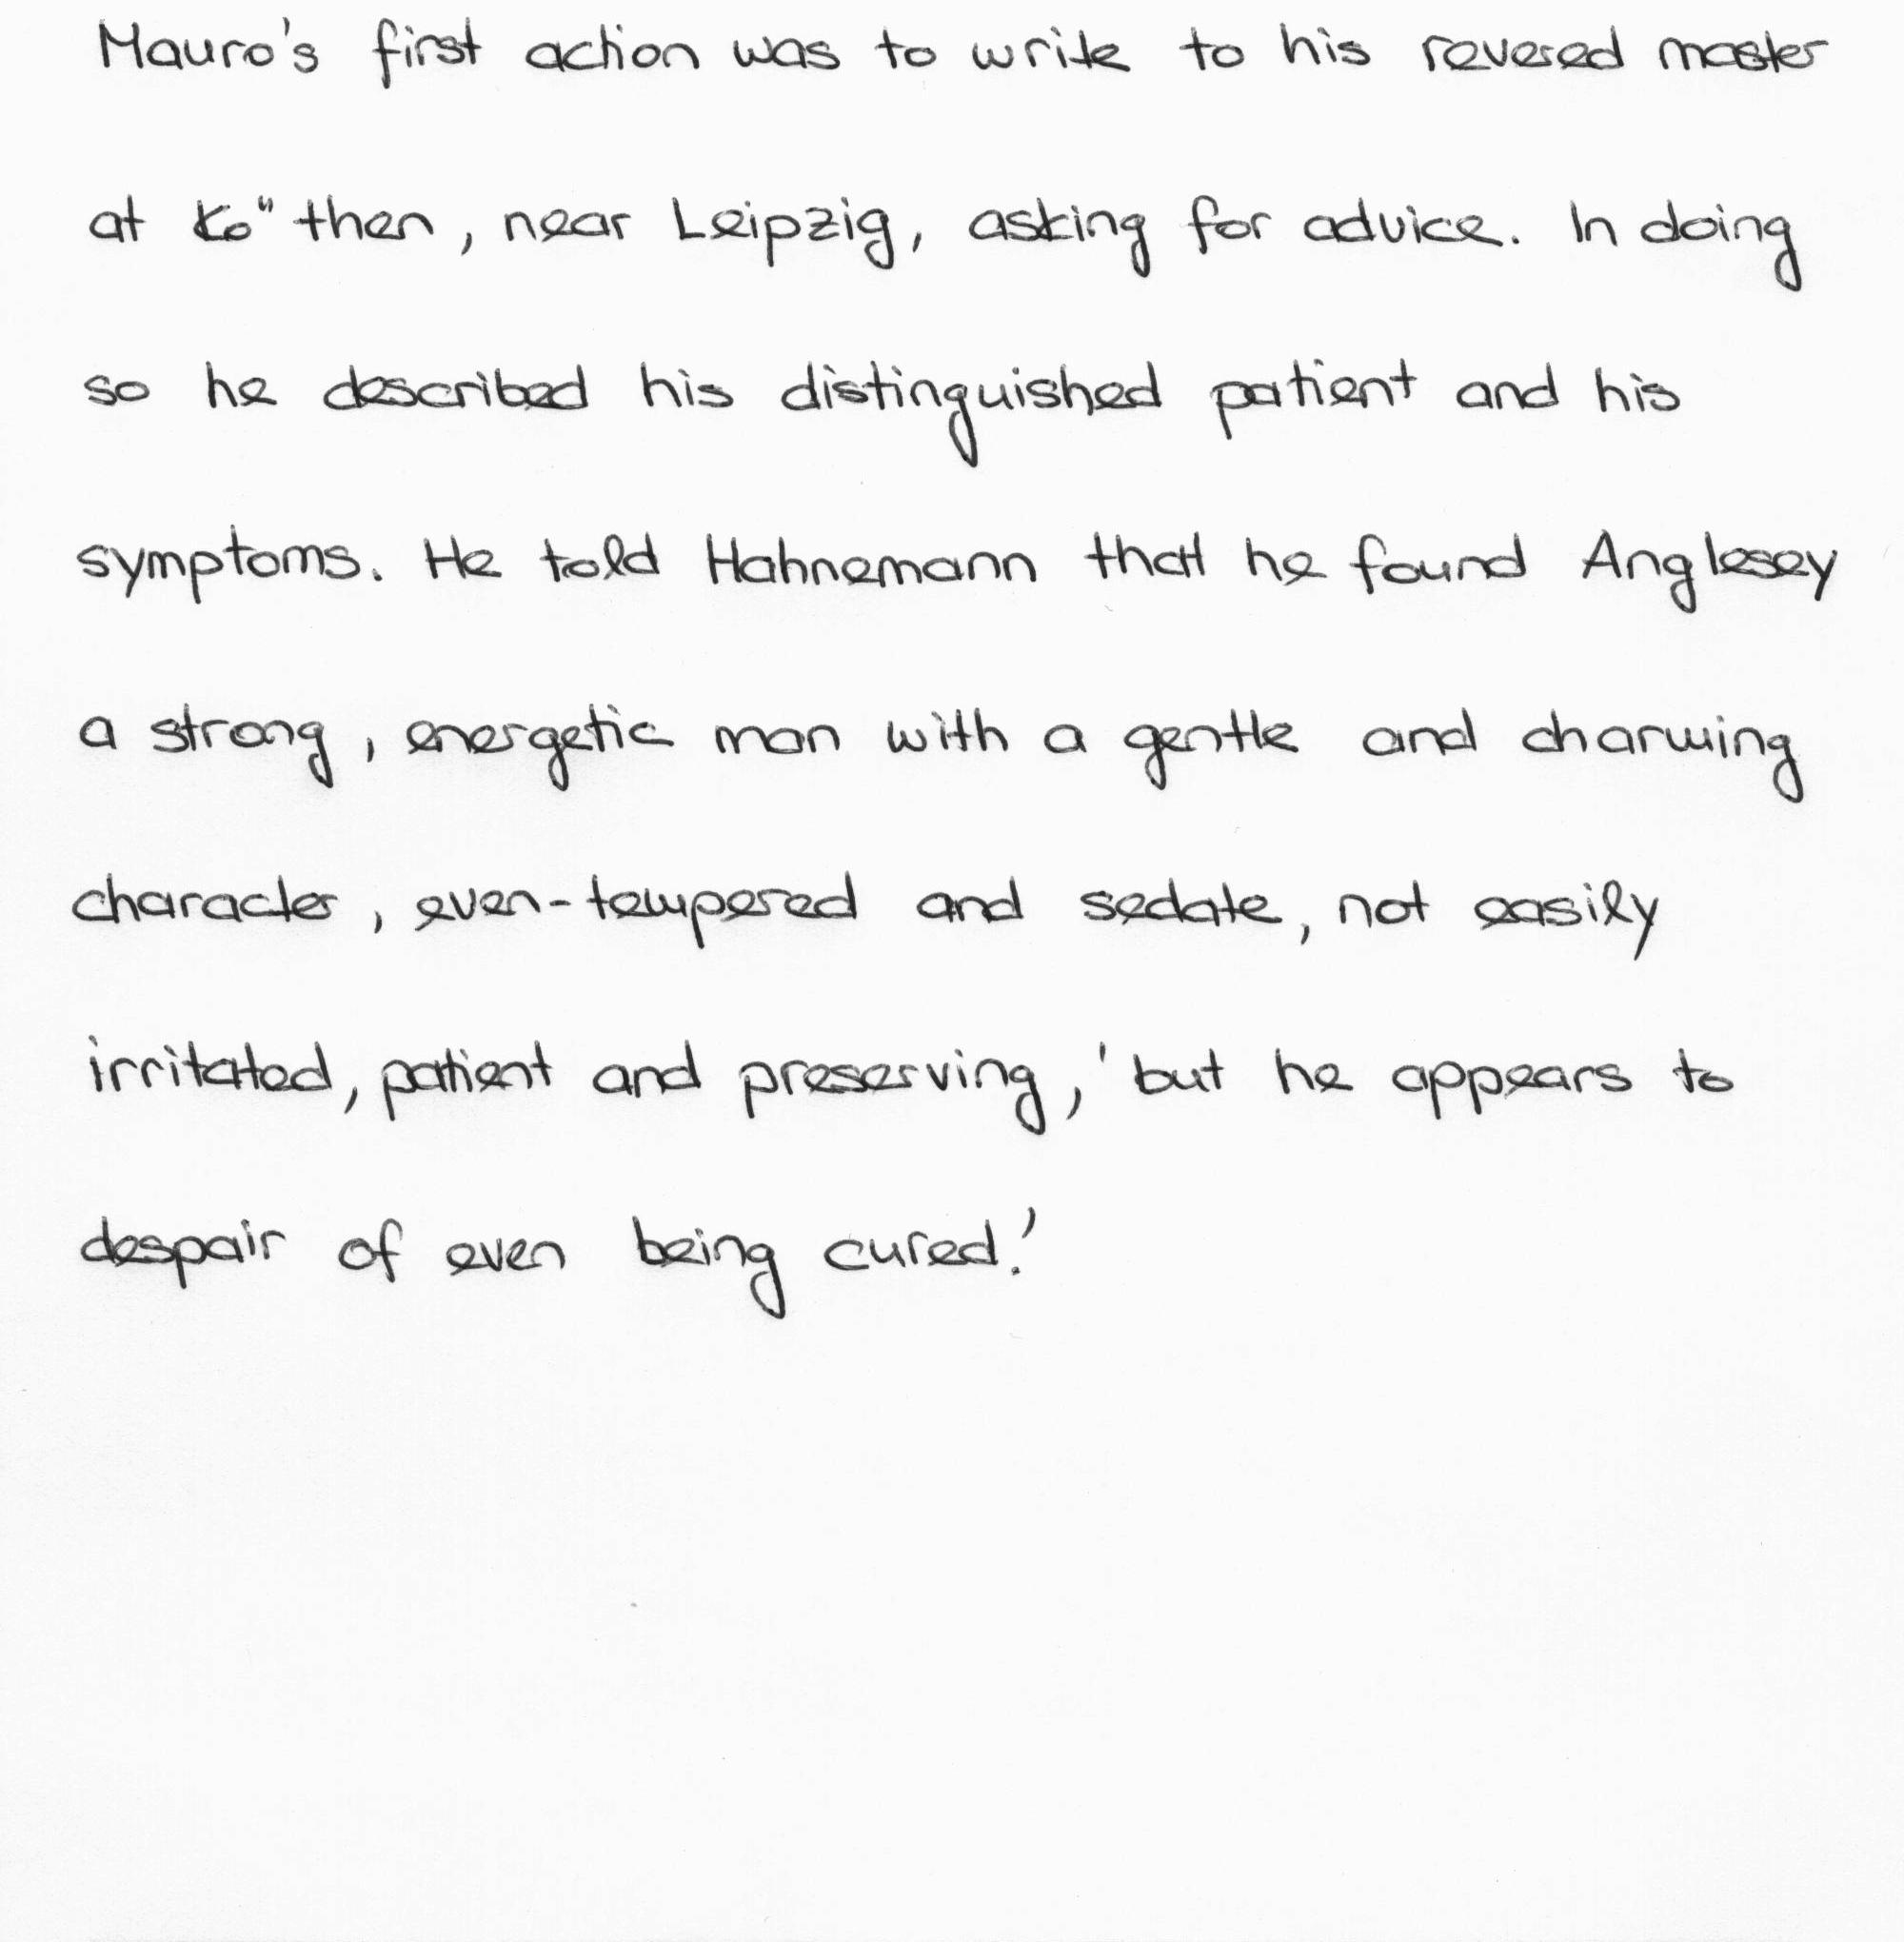 Mauro's first action was to write to his revered master
at Ko" then, near Leipzig, asking for advice. In doing
so he described his distinguished patient and his
symptoms. He told Hahnemann that he found Anglesey
a strong, energetic man with a gentle and charming
character, even-tempered and sedate, not easily
irritated, patient and preserving, 'but he appears to
despair of even being cured.'